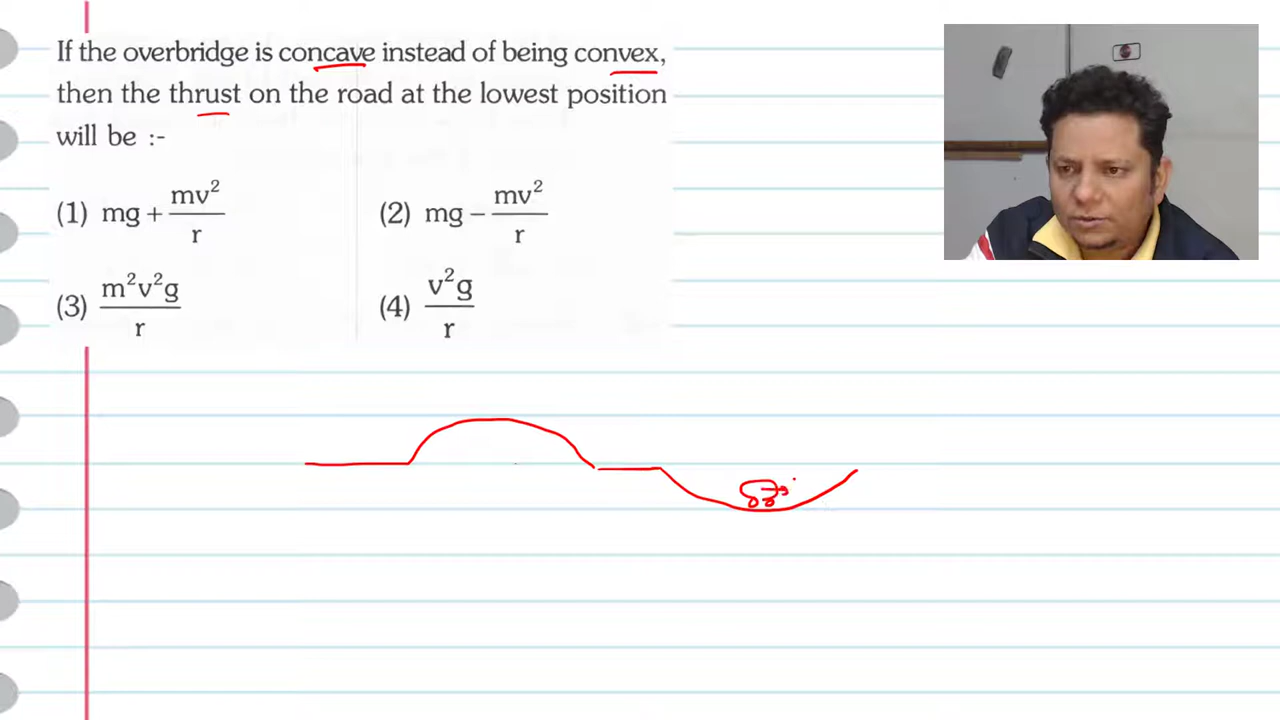 If the overbridge is concave instead of being convex,
then the thrust on the road at the lowest position
will be :-
(1) mg + mv²/r (2) mg − mv²/r
(3) m²v²g/r (4) v²g/r